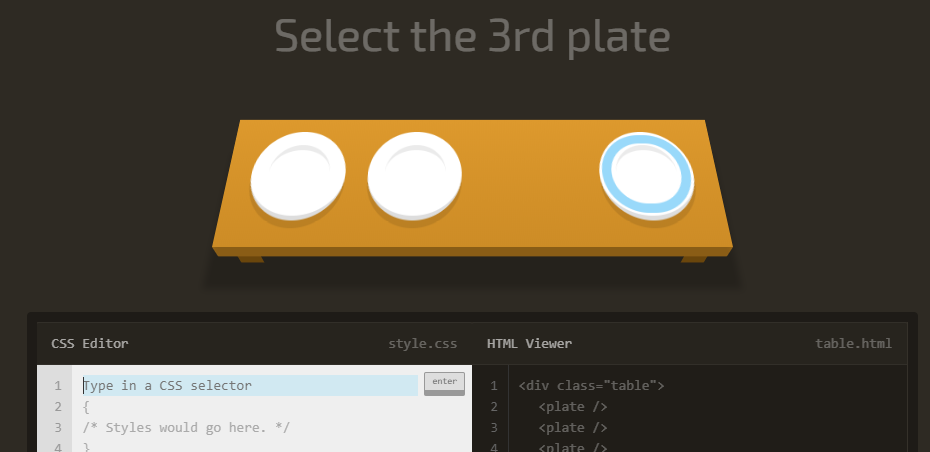 Select the 3rd plate
CSS Editor
style.css
HTML Viewer
table.html
1 Type in a CSS selector
enter
2 {
3 /* Styles would go here. */
4 }
1 <div class="table">
2 <plate />
3 <plate />
4 <plate />